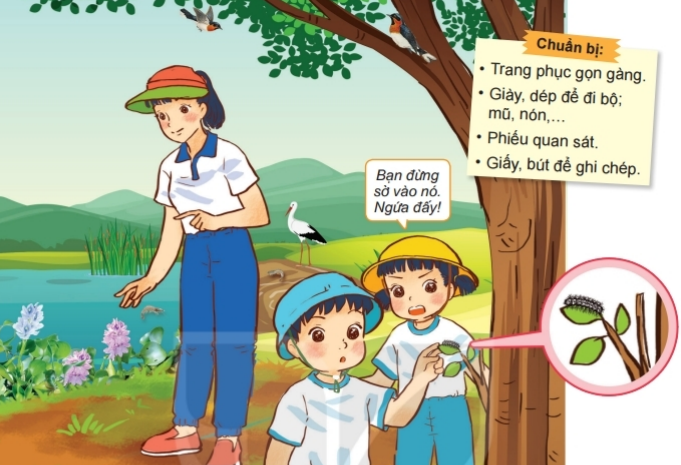 Chuẩn bị:
• Trang phục gọn gàng.
• Giày, dép để đi bộ;
mũ, nón,...
• Phiếu quan sát.
• Giấy, bút để ghi chép.
Bạn đừng
sờ vào nó.
Ngứa đấy!